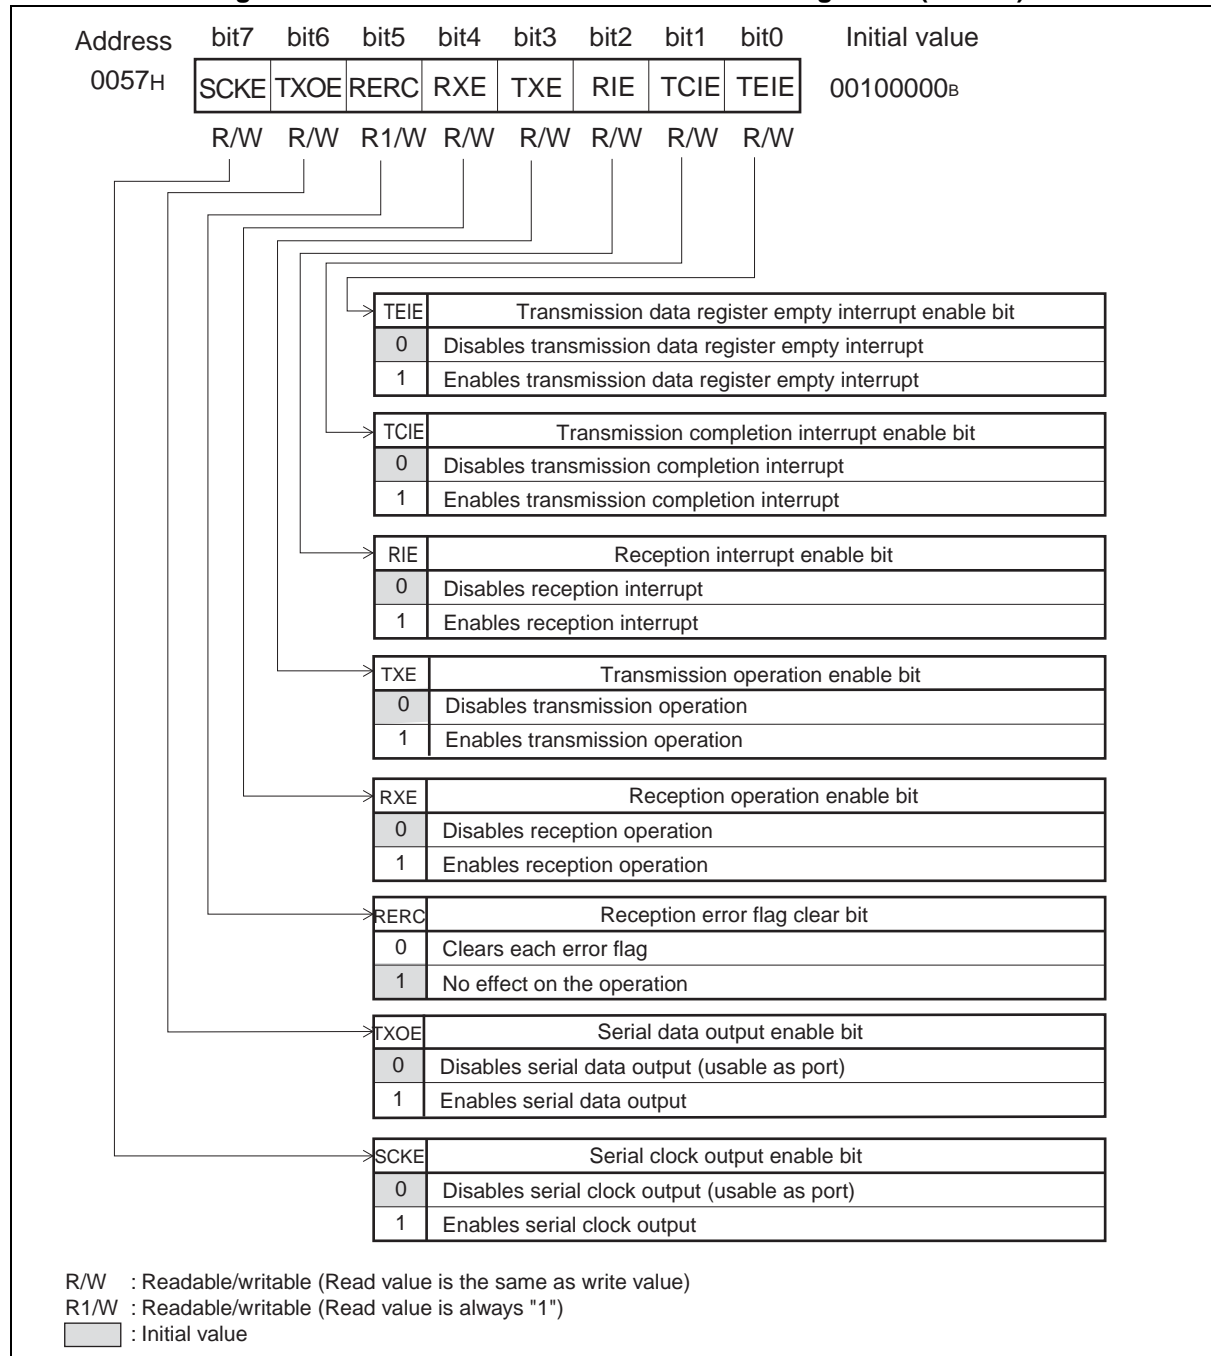 Address bit7 bit6 bit5 bit4 bit3 bit2 bit1 bit0 Initial value
0057H SCKE TXOE RERC RXE TXE RIE TCIE TEIE 00100000B
R/W R/W R1/W R/W R/W R/W R/W R/W
TEIE Transmission data register empty interrupt enable bit
0 Disables transmission data register empty interrupt
1 Enables transmission data register empty interrupt
TCIE Transmission completion interrupt enable bit
0 Disables transmission completion interrupt
1 Enables transmission completion interrupt
RIE Reception interrupt enable bit
0 Disables reception interrupt
1 Enables reception interrupt
TXE Transmission operation enable bit
0 Disables transmission operation
1 Enables transmission operation
RXE Reception operation enable bit
0 Disables reception operation
1 Enables reception operation
RERC Reception error flag clear bit
0 Clears each error flag
1 No effect on the operation
TXOE Serial data output enable bit
0 Disables serial data output (usable as port)
1 Enables serial data output
SCKE Serial clock output enable bit
0 Disables serial clock output (usable as port)
1 Enables serial clock output
R/W : Readable/writable (Read value is the same as write value)
R1/W : Readable/writable (Read value is always "1")
: Initial value